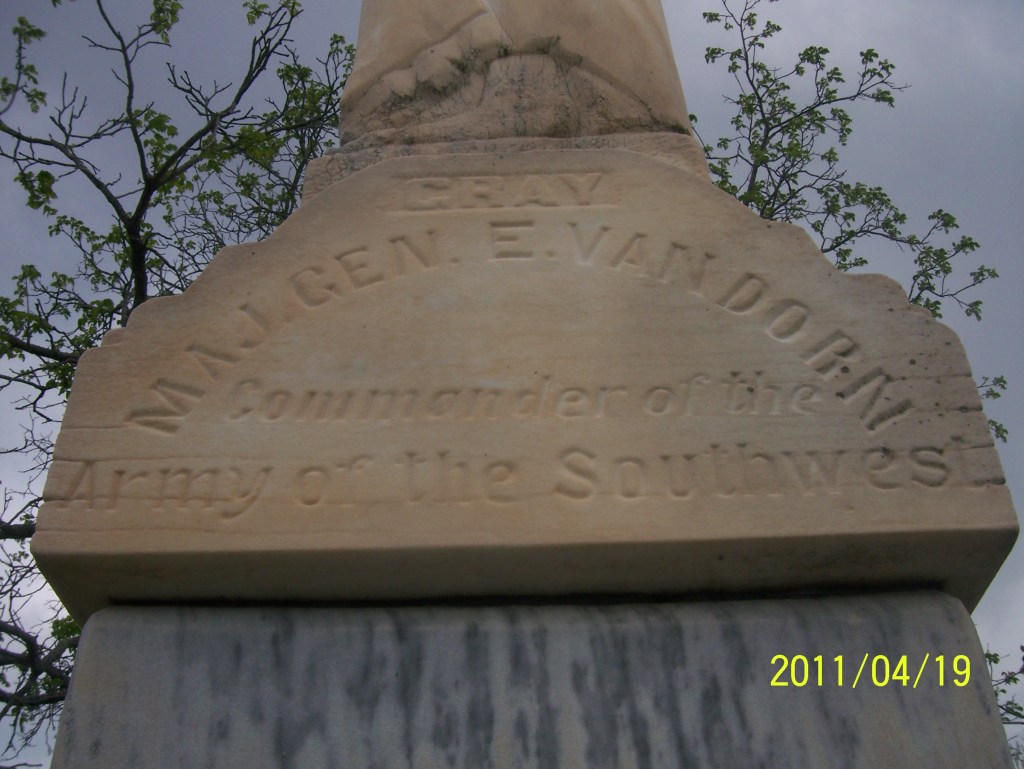 GRAY
MAJ. GEN. E. VAN DORN
Commander of the
Army of the Southwest
2011/04/19